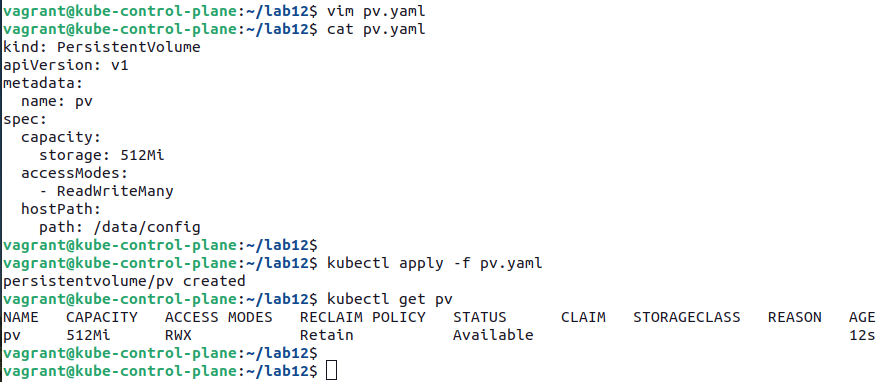 vagrant@kube-control-plane:~/lab12$ vim pv.yaml
vagrant@kube-control-plane:~/lab12$ cat pv.yaml
kind: PersistentVolume
apiVersion: v1
metadata:
  name: pv
spec:
  capacity:
    storage: 512Mi
  accessModes:
    - ReadWriteMany
  hostPath:
    path: /data/config
vagrant@kube-control-plane:~/lab12$
vagrant@kube-control-plane:~/lab12$ kubectl apply -f pv.yaml
persistentvolume/pv created
vagrant@kube-control-plane:~/lab12$ kubectl get pv
NAME   CAPACITY   ACCESS MODES   RECLAIM POLICY   STATUS      CLAIM   STORAGECLASS   REASON   AGE
pv     512Mi      RWX            Retain           Available                                   12s
vagrant@kube-control-plane:~/lab12$
vagrant@kube-control-plane:~/lab12$